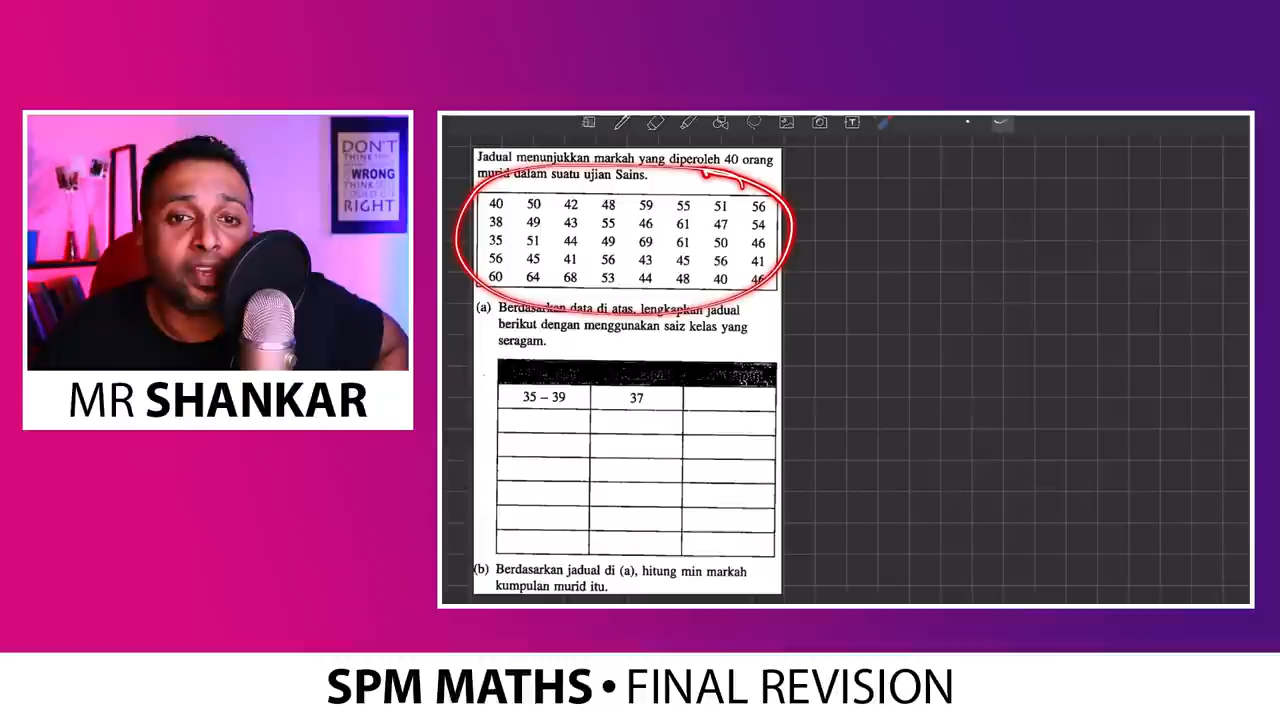 DON'T
THINK
WRONG
THINK
RIGHT
MR SHANKAR
Jadual menunjukkan markah yang diperoleh 40 orang
murid dalam suatu ujian Sains.
40 50 42 48 59 55 51 56
38 49 43 55 46 61 47 54
35 51 44 49 69 61 50 46
56 45 41 56 43 45 56 41
60 64 68 53 44 48 40 46
(a) Berdasarkan data di atas, lengkapkan jadual
berikut dengan menggunakan saiz kelas yang
seragam.
35 – 39 37
(b) Berdasarkan jadual di (a), hitung min markah
kumpulan murid itu.
SPM MATHS • FINAL REVISION